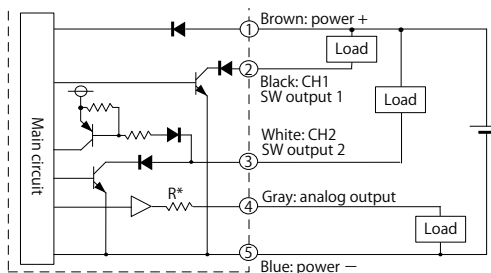 Brown: power +
1
Load
2
Black: CH1
SW output 1
Load
Main circuit
White: CH2
SW output 2
3
R*
Gray: analog output
4
Load
5
Blue: power −